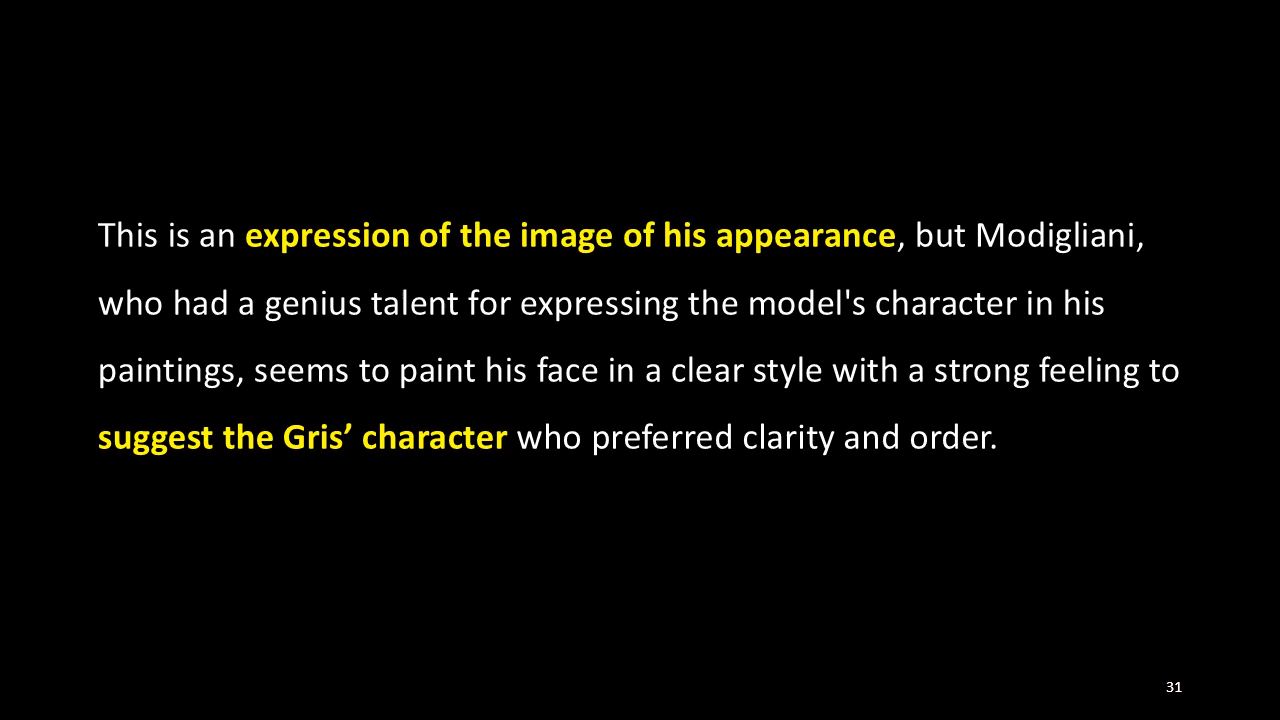 This is an expression of the image of his appearance, but Modigliani,
who had a genius talent for expressing the model's character in his
paintings, seems to paint his face in a clear style with a strong feeling to
suggest the Gris’ character who preferred clarity and order.
31